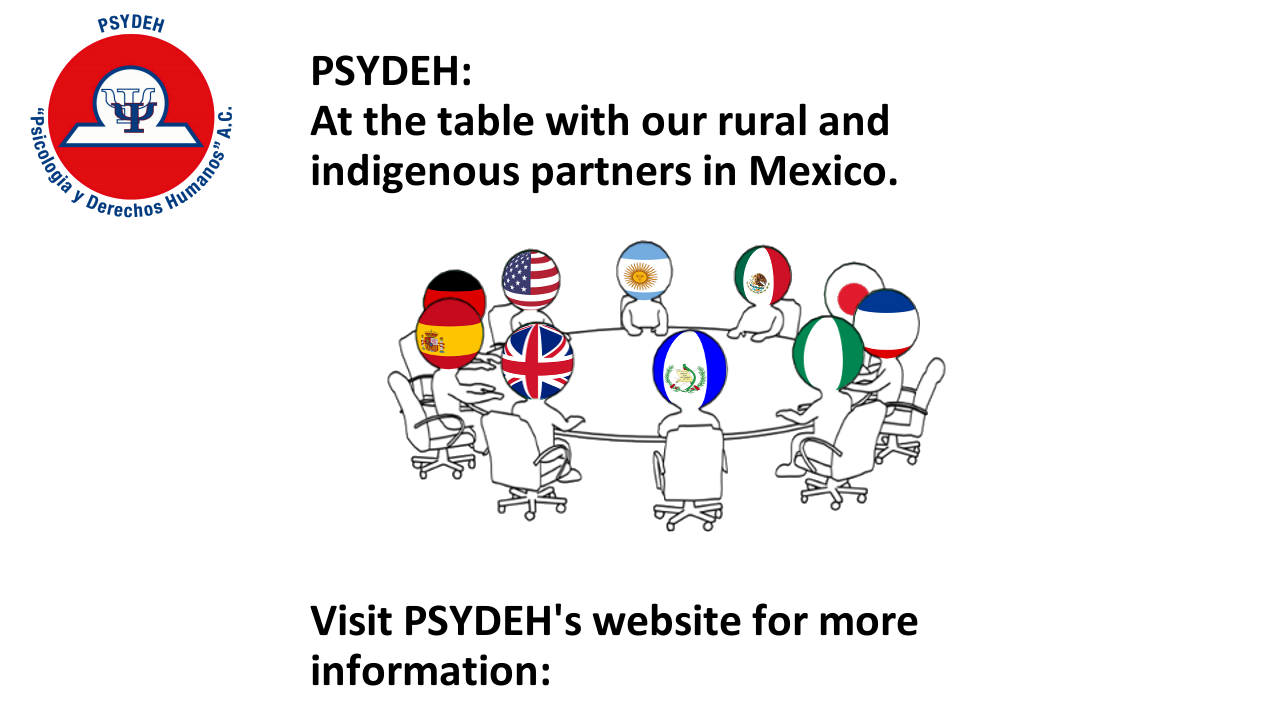 PSYDEH
“Psicología y Derechos Humanos” A.C.
PSYDEH:
At the table with our rural and
indigenous partners in Mexico.
Visit PSYDEH's website for more
information: